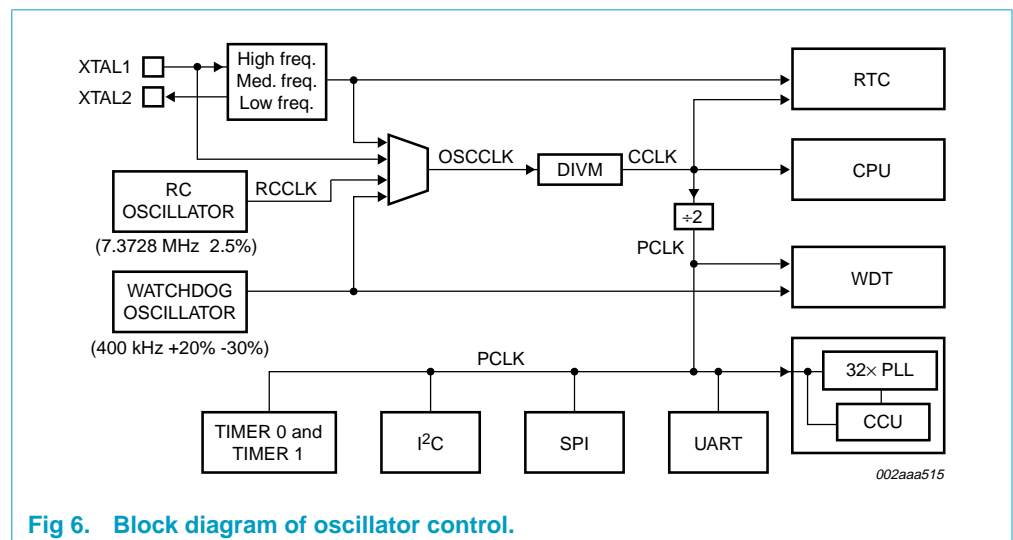 XTAL1
XTAL2
High freq.
Med. freq.
Low freq.
RTC
OSCCLK
DIVM
CCLK
CPU
RC
OSCILLATOR
RCCLK
(7.3728 MHz 2.5%)
÷2
PCLK
WATCHDOG
OSCILLATOR
WDT
(400 kHz +20% -30%)
PCLK
32× PLL
CCU
TIMER 0 and
TIMER 1
I²C
SPI
UART
002aaa515
Fig 6. Block diagram of oscillator control.